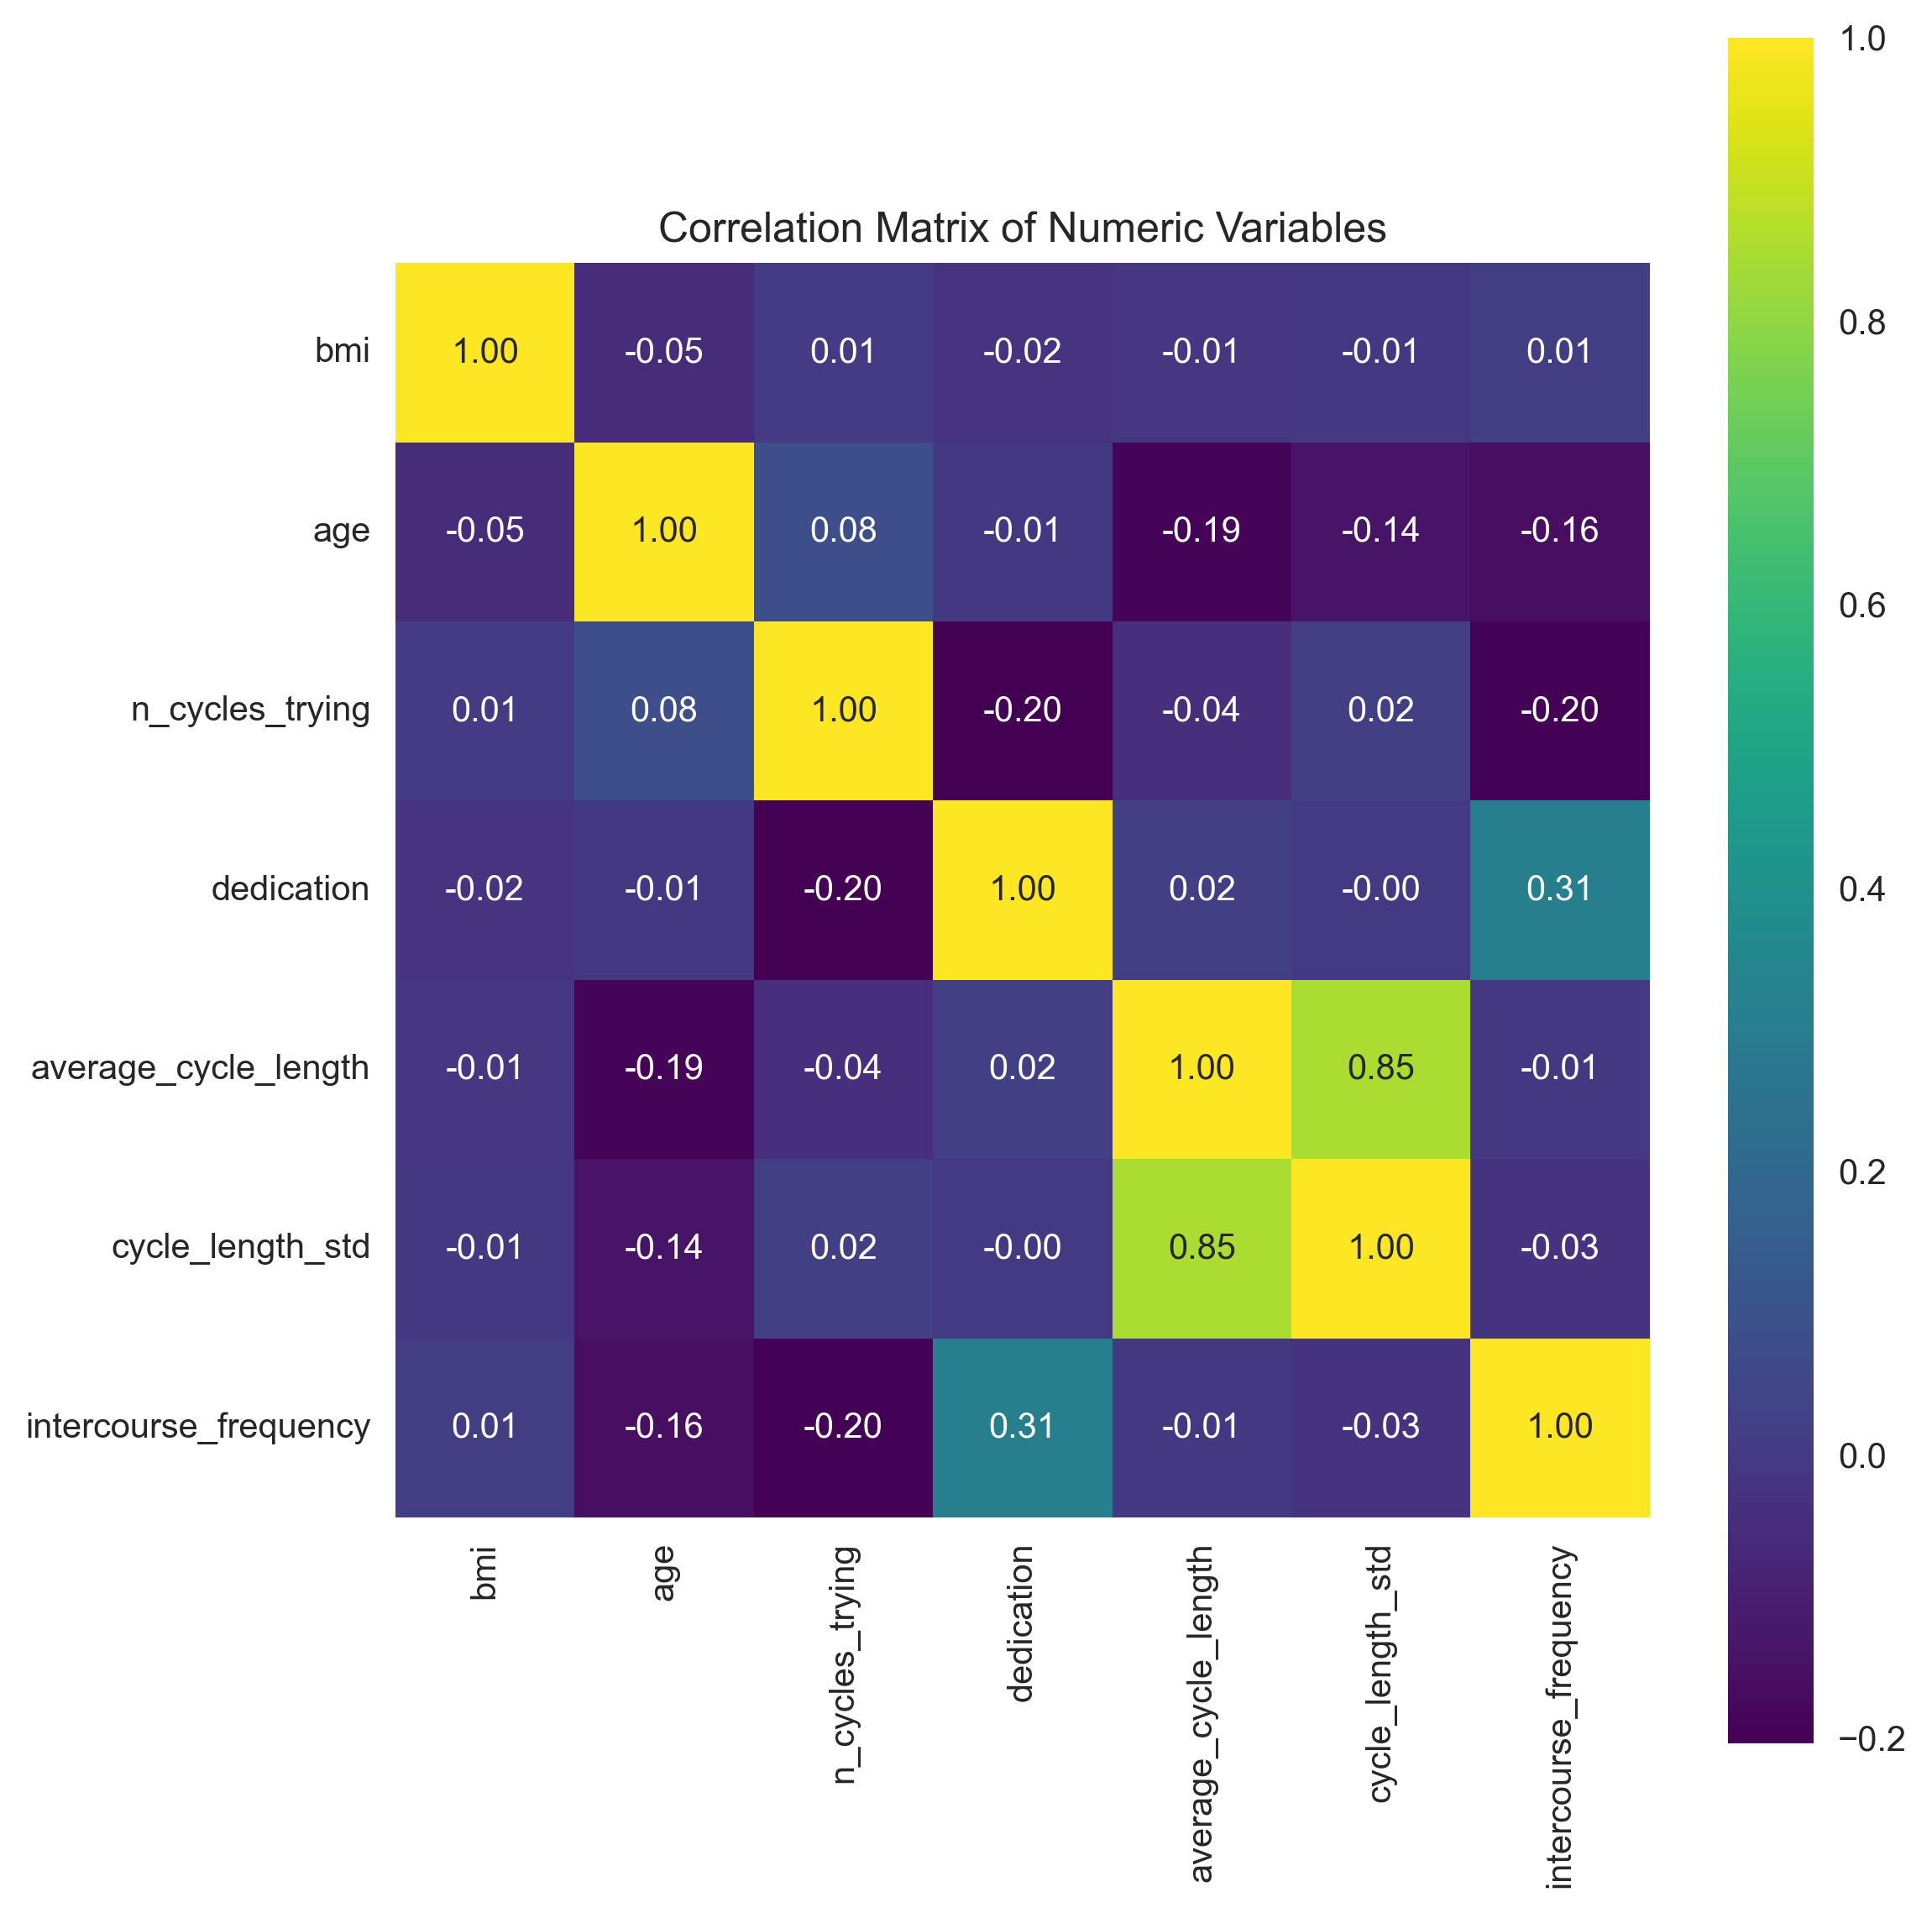 Correlation Matrix of Numeric Variables
bmi 1.00 -0.05 0.01 -0.02 -0.01 -0.01 0.01
age -0.05 1.00 0.08 -0.01 -0.19 -0.14 -0.16
n_cycles_trying 0.01 0.08 1.00 -0.20 -0.04 0.02 -0.20
dedication -0.02 -0.01 -0.20 1.00 0.02 -0.00 0.31
average_cycle_length -0.01 -0.19 -0.04 0.02 1.00 0.85 -0.01
cycle_length_std -0.01 -0.14 0.02 -0.00 0.85 1.00 -0.03
intercourse_frequency 0.01 -0.16 -0.20 0.31 -0.01 -0.03 1.00
bmi
age
n_cycles_trying
dedication
average_cycle_length
cycle_length_std
intercourse_frequency
1.0
0.8
0.6
0.4
0.2
0.0
−0.2